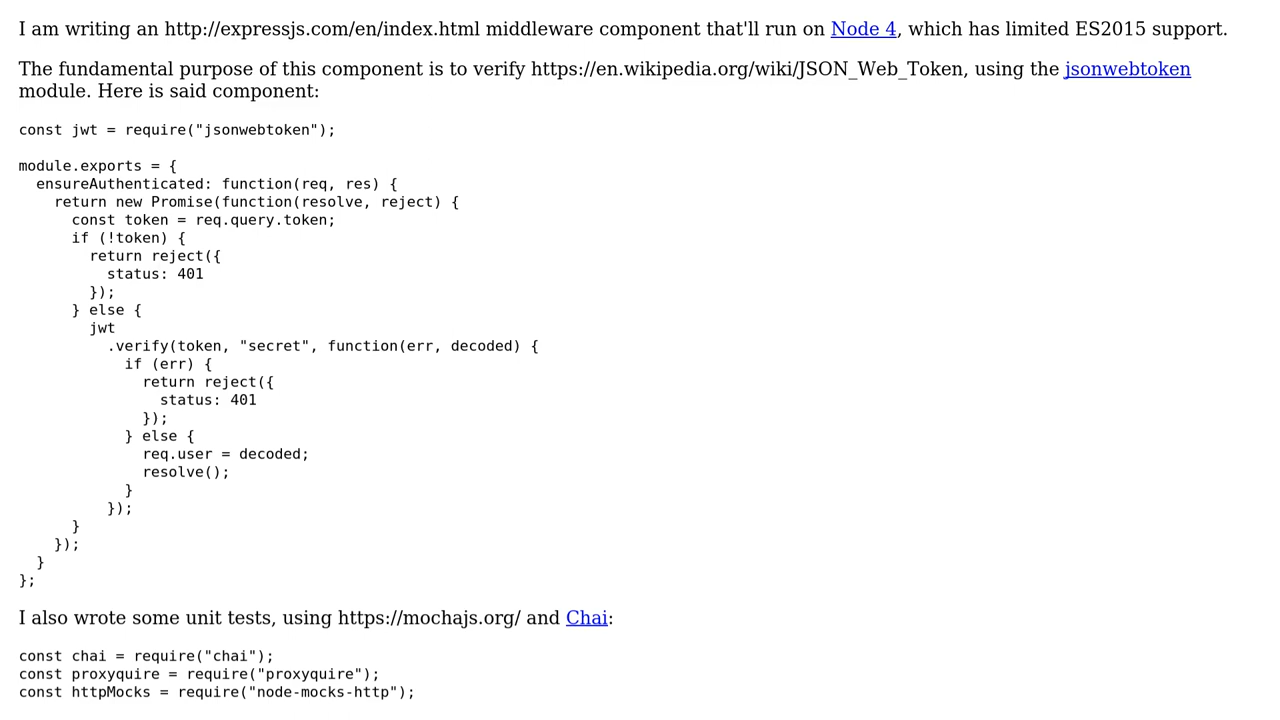 I am writing an http://expressjs.com/en/index.html middleware component that'll run on Node 4, which has limited ES2015 support.
The fundamental purpose of this component is to verify https://en.wikipedia.org/wiki/JSON_Web_Token, using the jsonwebtoken
module. Here is said component:
const jwt = require("jsonwebtoken");
module.exports = {
  ensureAuthenticated: function(req, res) {
    return new Promise(function(resolve, reject) {
      const token = req.query.token;
      if (!token) {
        return reject({
          status: 401
        });
      } else {
        jwt
          .verify(token, "secret", function(err, decoded) {
            if (err) {
              return reject({
                status: 401
              });
            } else {
              req.user = decoded;
              resolve();
            }
          });
      }
    });
  }
};
I also wrote some unit tests, using https://mochajs.org/ and Chai:
const chai = require("chai");
const proxyquire = require("proxyquire");
const httpMocks = require("node-mocks-http");